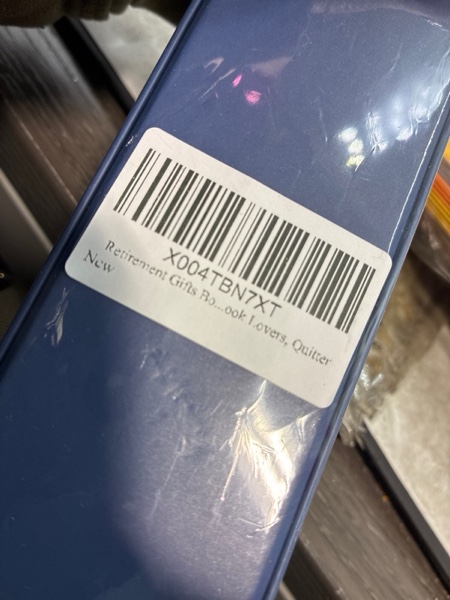 X004TBN7XT
Retirement Gifts Bo...ook Lovers, Quitter
New